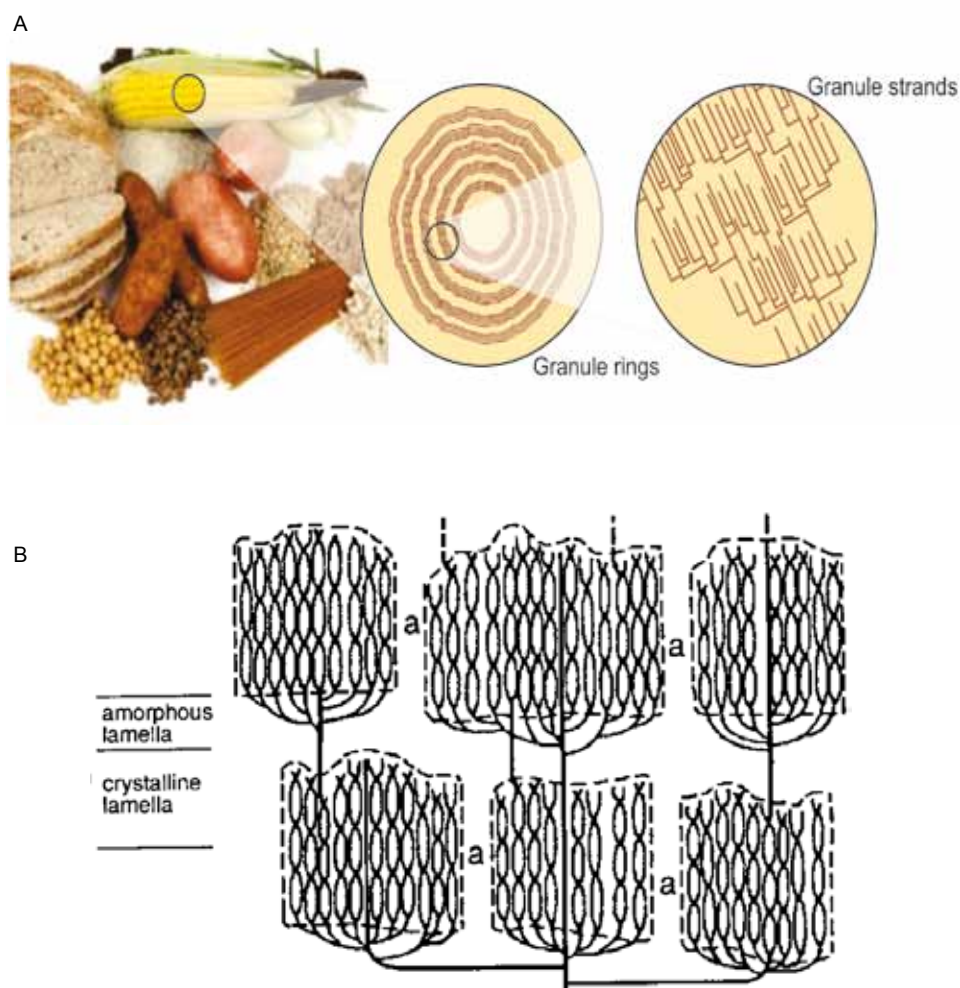 A
Granule strands
Granule rings
B
a
a
amorphous
lamella
crystalline
lamella
a
a